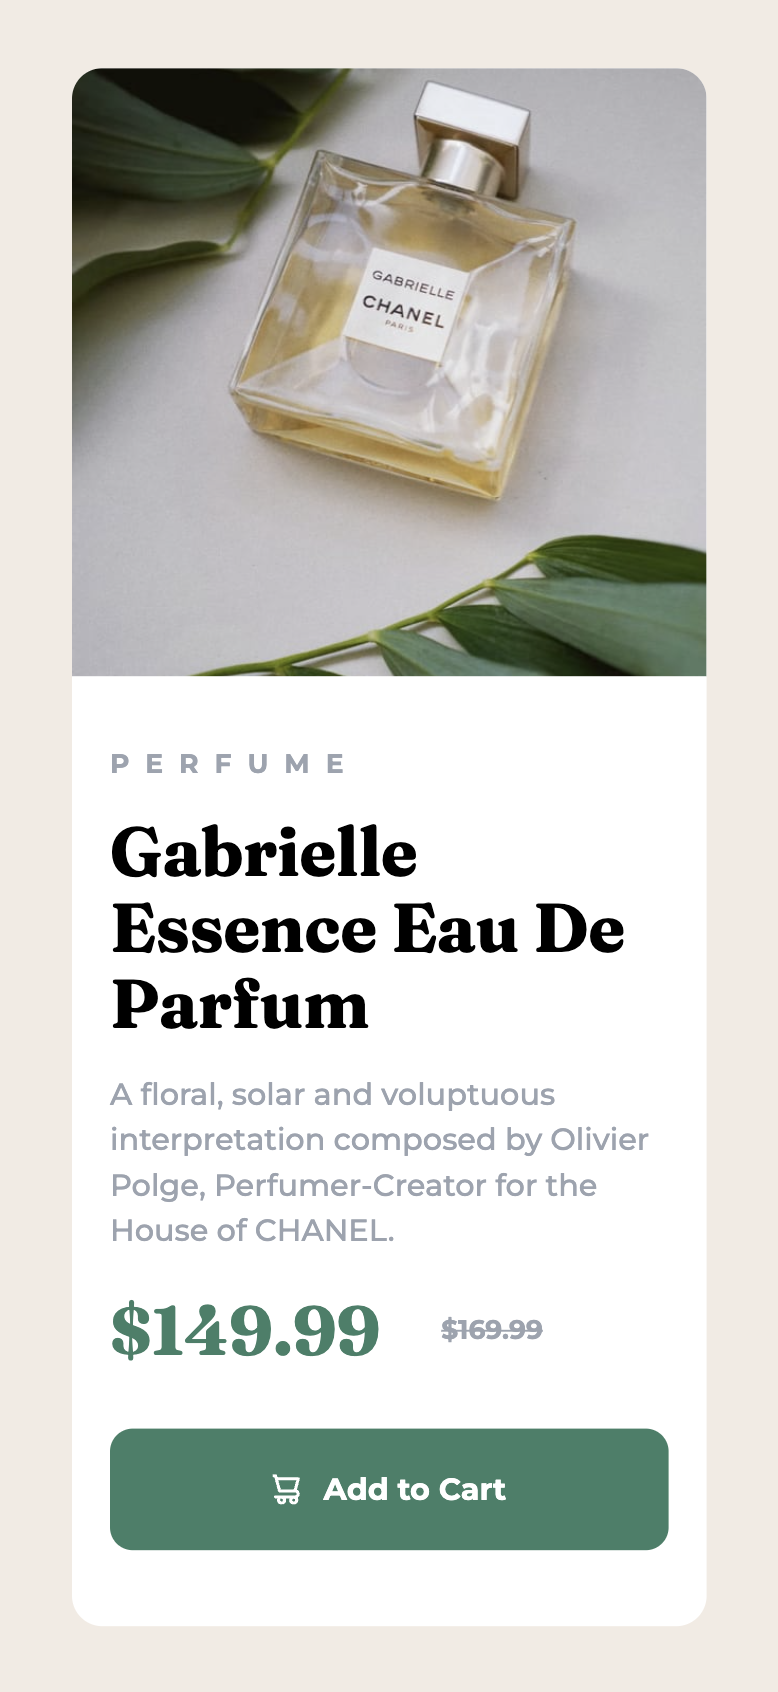 GABRIELLE
CHANEL
PARIS
PERFUME
Gabrielle
Essence Eau De
Parfum
A floral, solar and voluptuous
interpretation composed by Olivier
Polge, Perfumer-Creator for the
House of CHANEL.
$149.99 $169.99
Add to Cart